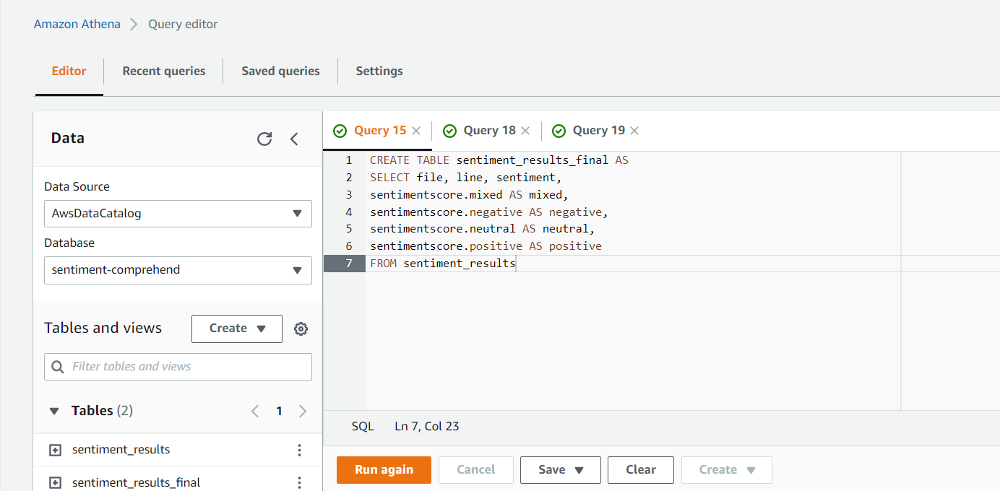 Amazon Athena > Query editor
Editor Recent queries Saved queries Settings
Data
Data Source
AwsDataCatalog
Database
sentiment-comprehend
Tables and views Create
Filter tables and views
Tables (2) < 1 >
sentiment_results
sentiment_results_final
Query 15 Query 18 Query 19
1 CREATE TABLE sentiment_results_final AS
2 SELECT file, line, sentiment,
3 sentimentscore.mixed AS mixed,
4 sentimentscore.negative AS negative,
5 sentimentscore.neutral AS neutral,
6 sentimentscore.positive AS positive
7 FROM sentiment_results
SQL Ln 7, Col 23
Run again Cancel Save Clear Create